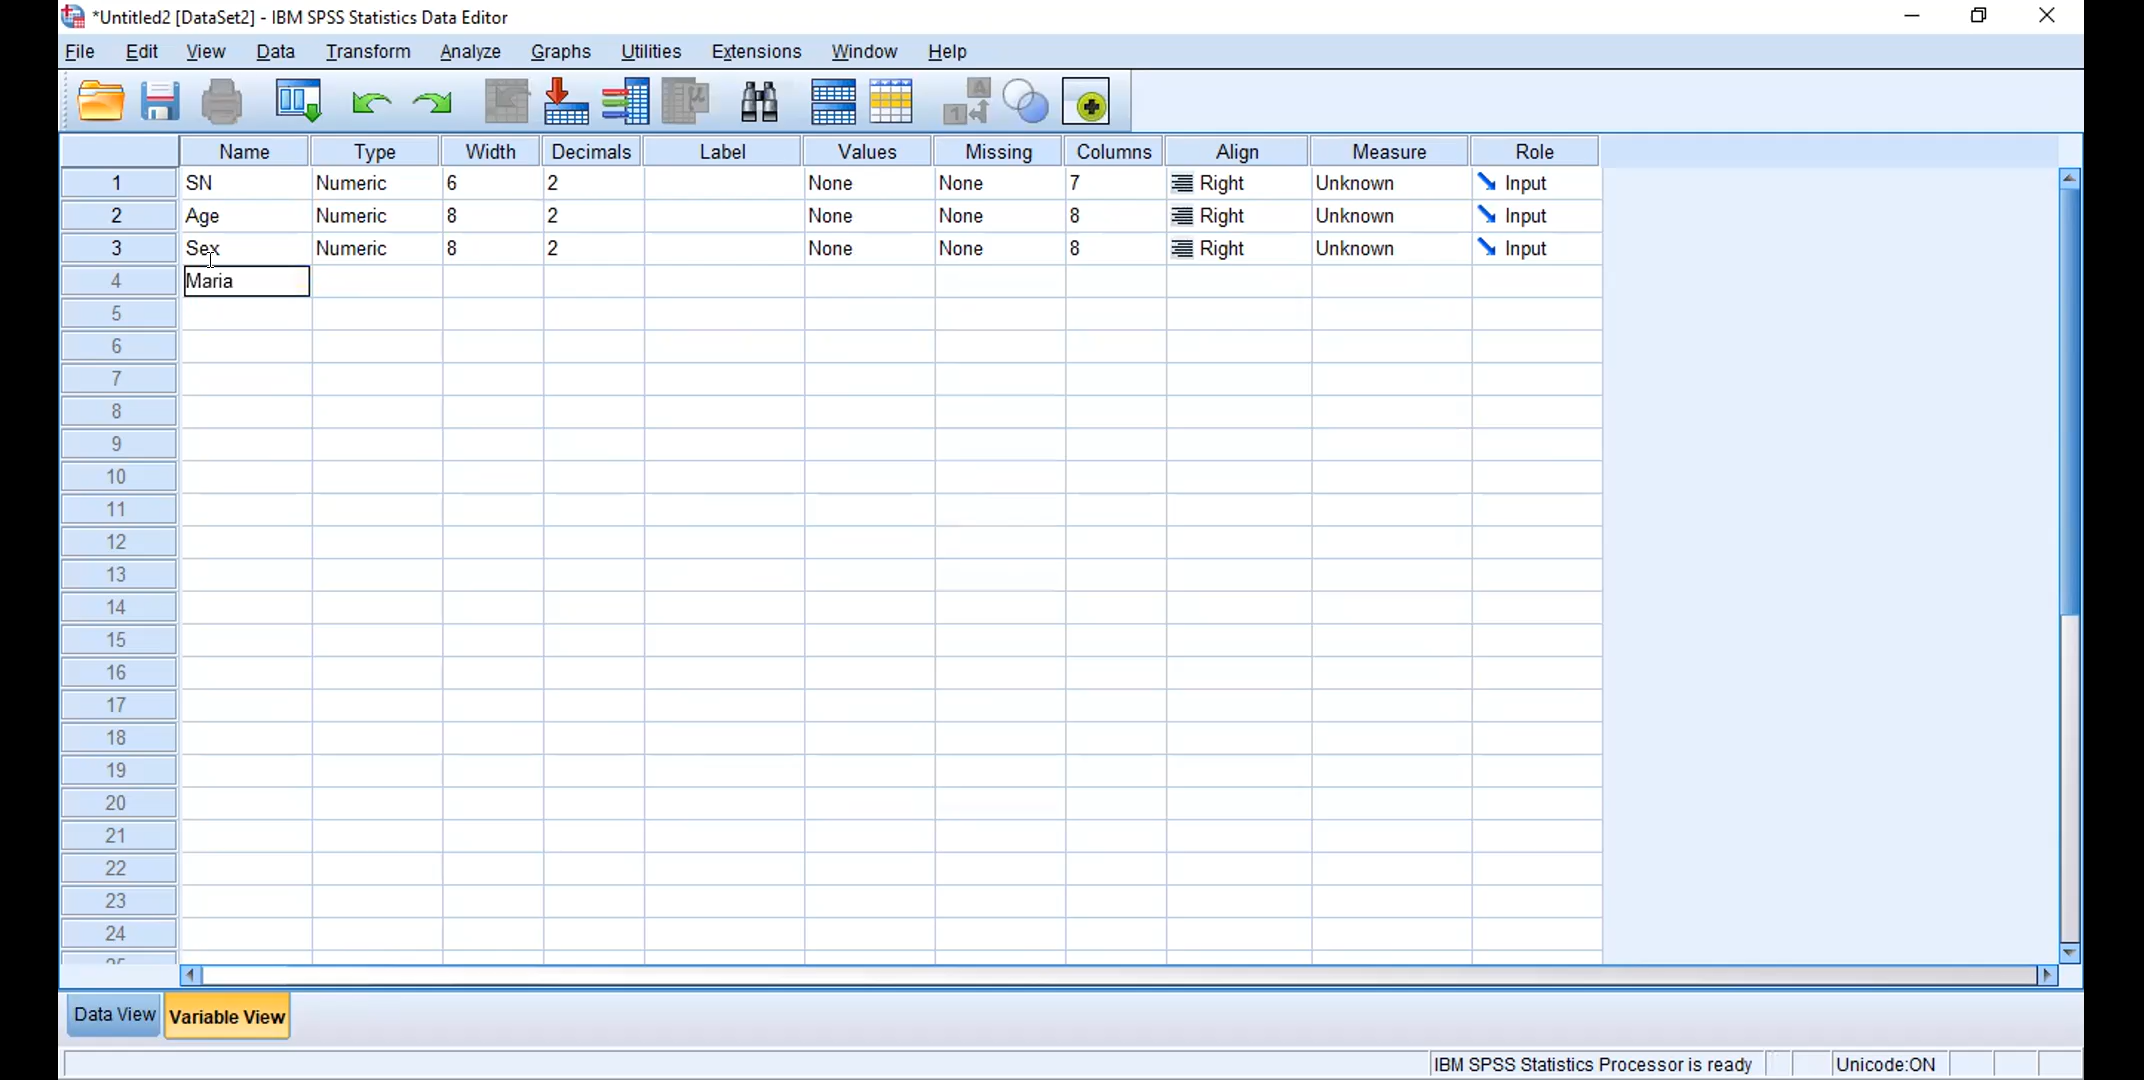 *Untitled2 [DataSet2] - IBM SPSS Statistics Data Editor
File Edit View Data Transform Analyze Graphs Utilities Extensions Window Help
Name Type Width Decimals Label Values Missing Columns Align Measure Role
1 SN Numeric 6 2 None None 7 Right Unknown Input
2 Age Numeric 8 2 None None 8 Right Unknown Input
3 Sex Numeric 8 2 None None 8 Right Unknown Input
4 Maria
5
6
7
8
9
10
11
12
13
14
15
16
17
18
19
20
21
22
23
24
Data View Variable View
IBM SPSS Statistics Processor is ready Unicode:ON